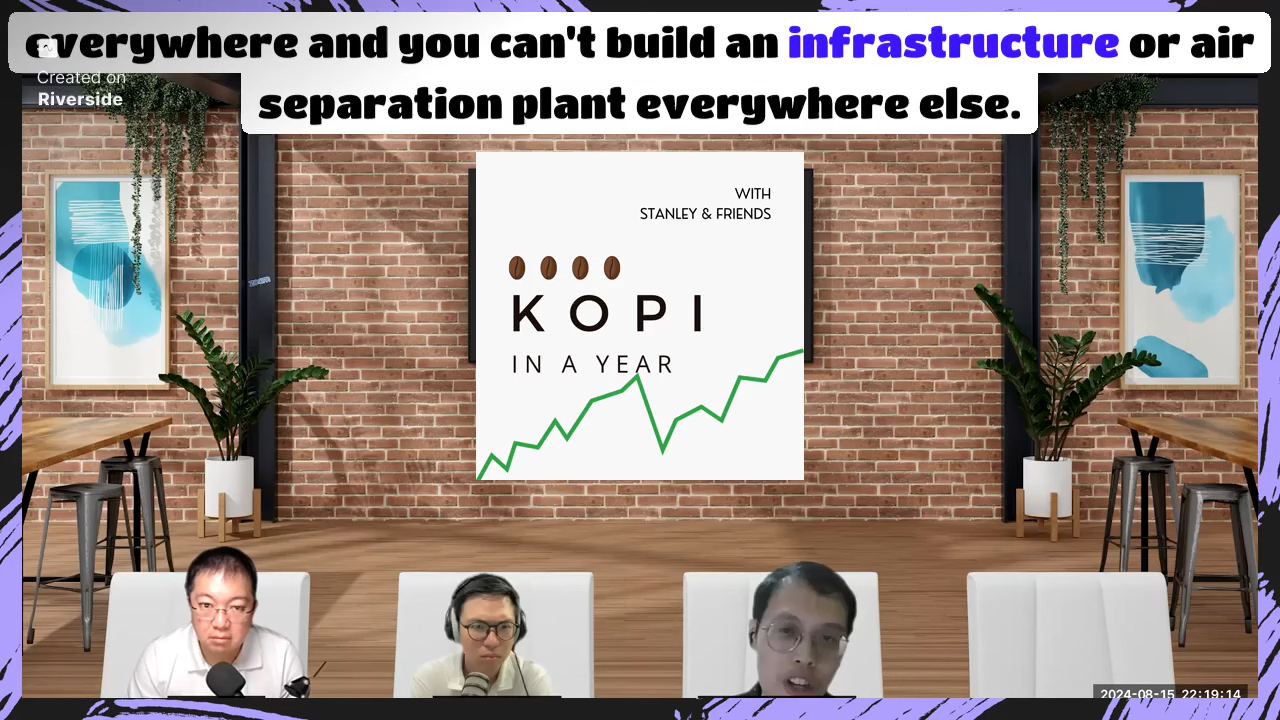 everywhere and you can't build an infrastructure or air
separation plant everywhere else.
Created on
Riverside
WITH
STANLEY & FRIENDS
KOPI
IN A YEAR
2024-08-15 22:19:14